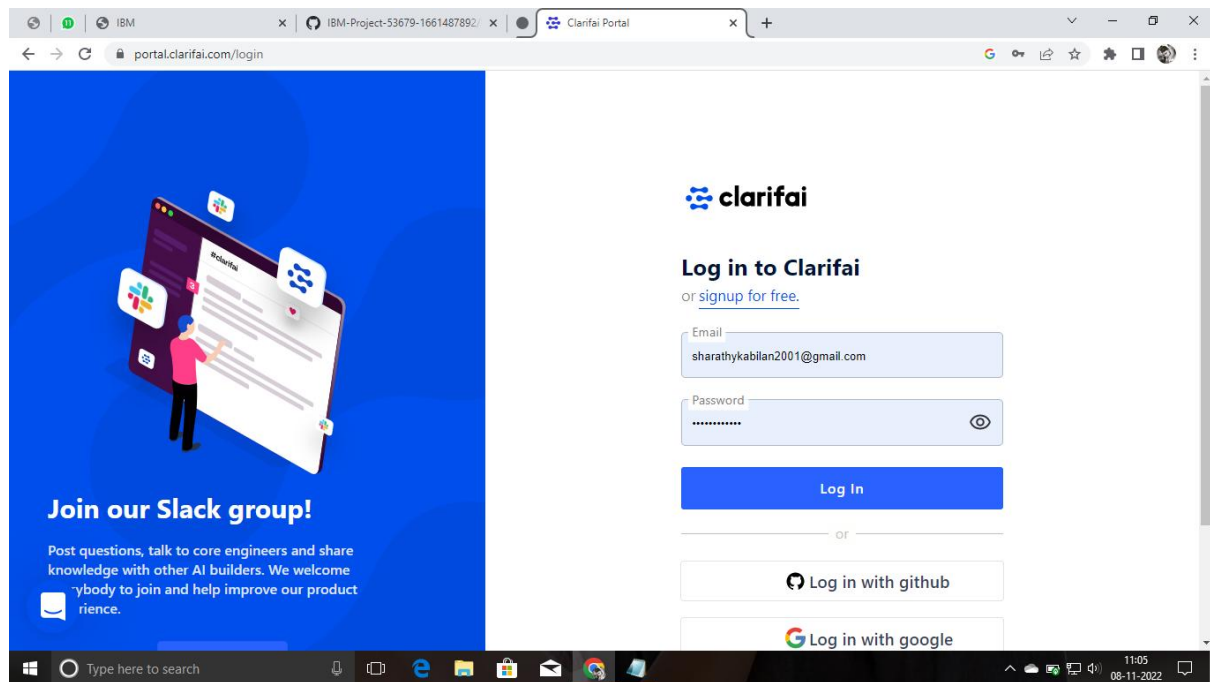 IBM
IBM-Project-53679-1661487892/
Clarifai Portal
portal.clarifai.com/login
#clarifai
3
clarifai
Log in to Clarifai
or signup for free.
Email
sharathykabilan2001@gmail.com
Password
••••••••••••
Log In
or
Log in with github
Log in with google
Join our Slack group!
Post questions, talk to core engineers and share
knowledge with other AI builders. We welcome
ybody to join and help improve our product
rience.
Type here to search
11:05
08-11-2022